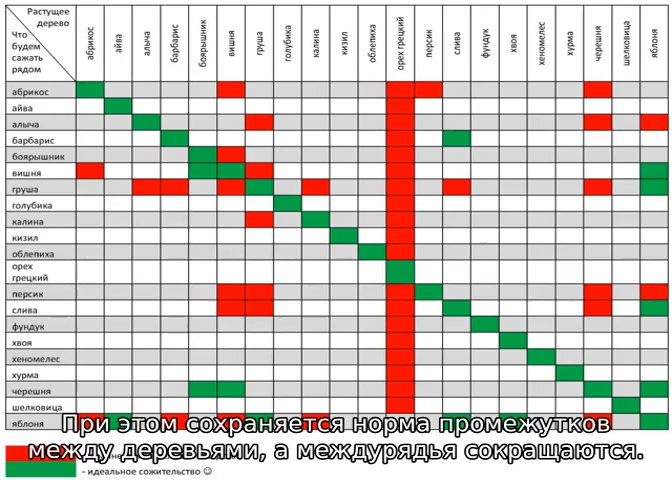 Растущее
дерево
Что
будем
сажать
рядом
абрикос
айва
алыча
барбарис
боярышник
вишня
груша
голубика
калина
кизил
облепиха
орех грецкий
персик
слива
фундук
хвоя
хеномелес
хурма
черешня
шелковица
яблоня
абрикос
айва
алыча
барбарис
боярышник
вишня
груша
голубика
калина
кизил
облепиха
орех
грецкий
персик
слива
фундук
хвоя
хеномелес
хурма
черешня
шелковица
яблоня
При этом сохраняется норма промежутков
между деревьями, а междурядья сокращаются.
- идеальное сожительство ☺